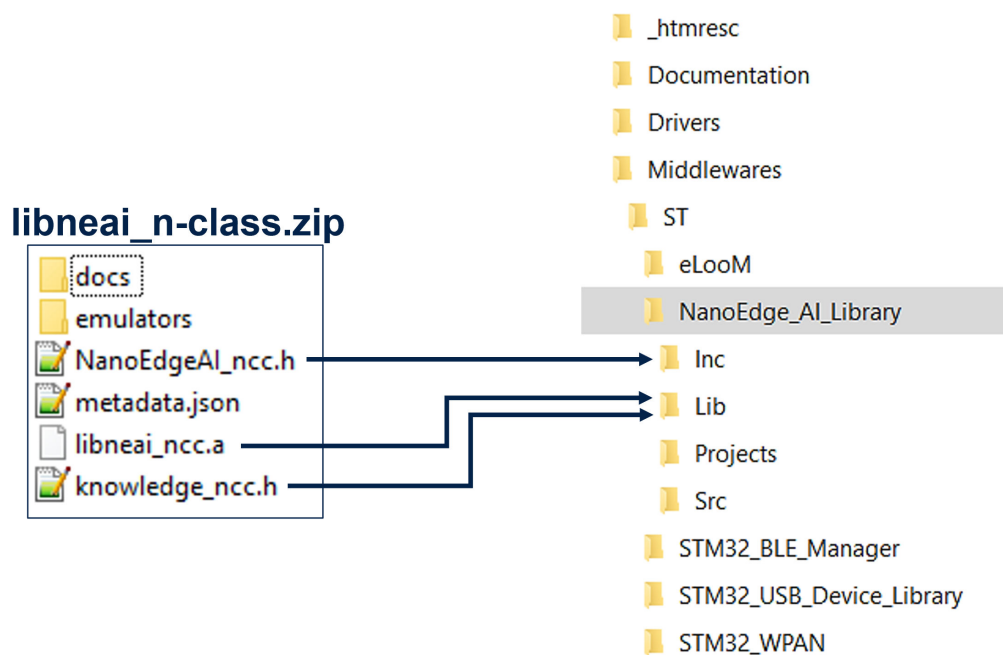 libneai_n-class.zip
docs
emulators
NanoEdgeAI_ncc.h
metadata.json
libneai_ncc.a
knowledge_ncc.h
_htmresc
Documentation
Drivers
Middlewares
ST
eLooM
NanoEdge_AI_Library
Inc
Lib
Projects
Src
STM32_BLE_Manager
STM32_USB_Device_Library
STM32_WPAN